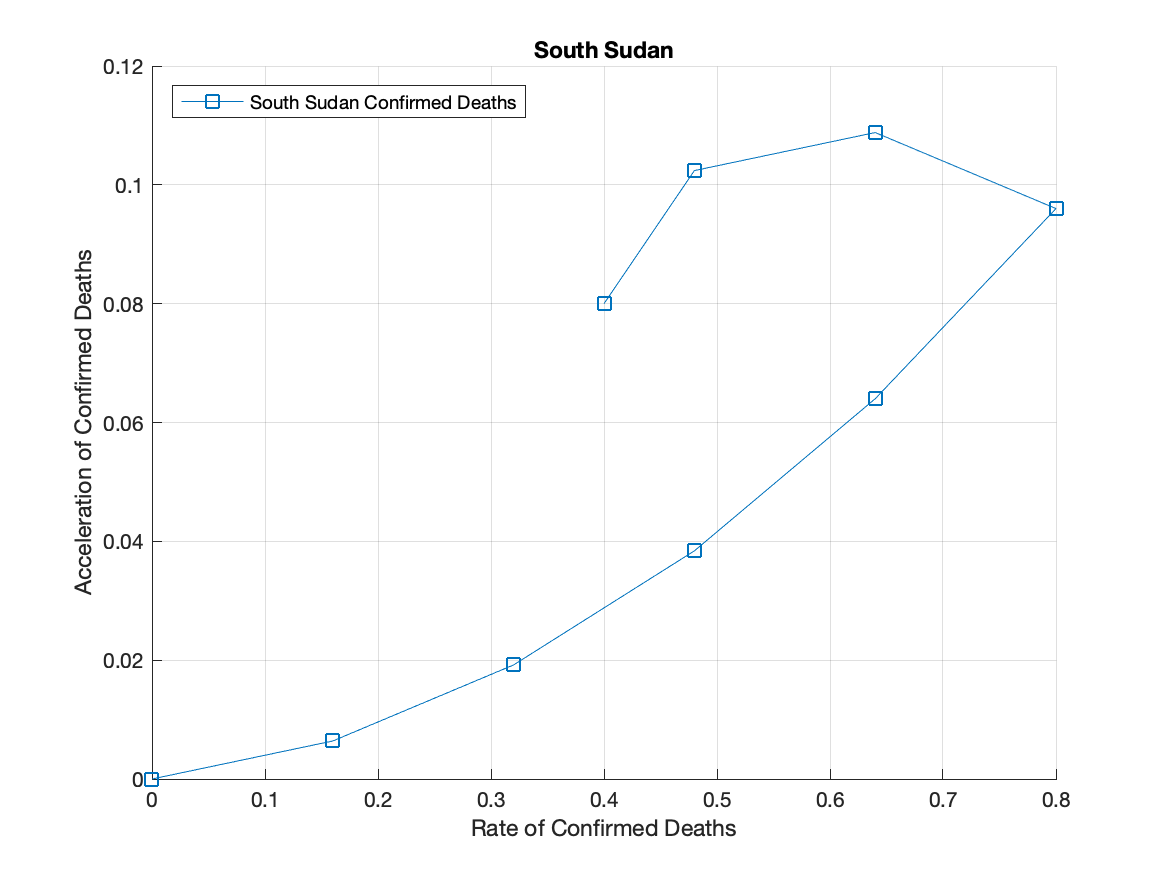 South Sudan
South Sudan Confirmed Deaths
0.12
0.1
0.08
0.06
0.04
0.02
0
0 0.1 0.2 0.3 0.4 0.5 0.6 0.7 0.8
Acceleration of Confirmed Deaths
Rate of Confirmed Deaths